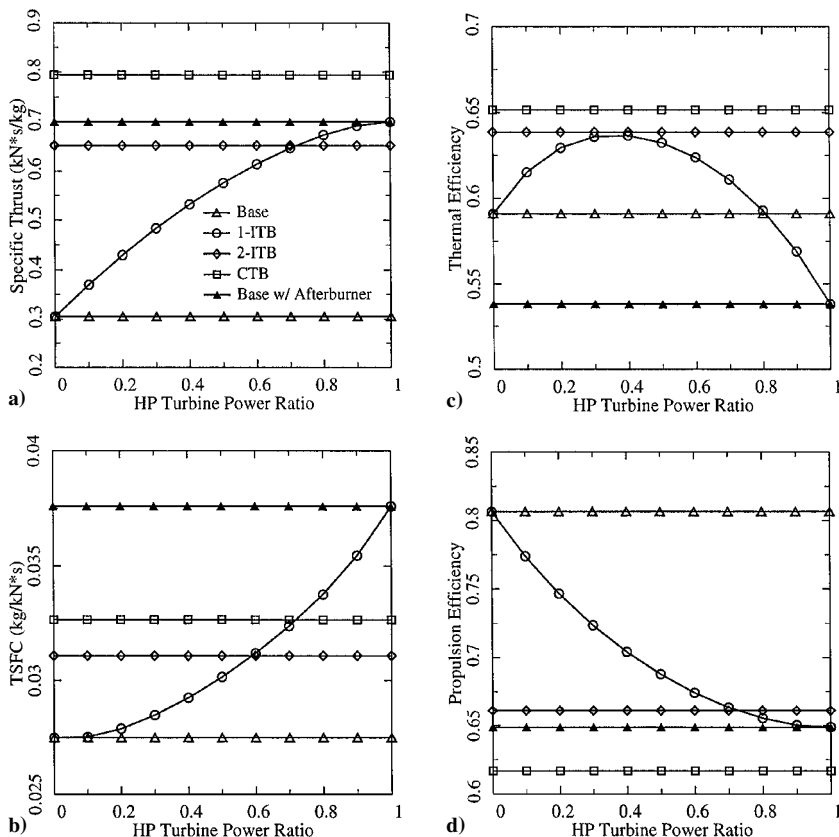 0.9
0.8
0.7
0.6
0.5
0.4
0.3
0.2
Specific Thrust (kN*s/kg)
Base
1-ITB
2-ITB
CTB
Base w/ Afterburner
0 0.2 0.4 0.6 0.8 1
a) HP Turbine Power Ratio
0.7
0.65
0.6
0.55
0.5
Thermal Efficiency
0 0.2 0.4 0.6 0.8 1
c) HP Turbine Power Ratio
0.04
0.035
0.03
0.025
TSFC (kg/kN*s)
0 0.2 0.4 0.6 0.8 1
b) HP Turbine Power Ratio
0.85
0.8
0.75
0.7
0.65
0.6
Propulsion Efficiency
0 0.2 0.4 0.6 0.8 1
d) HP Turbine Power Ratio